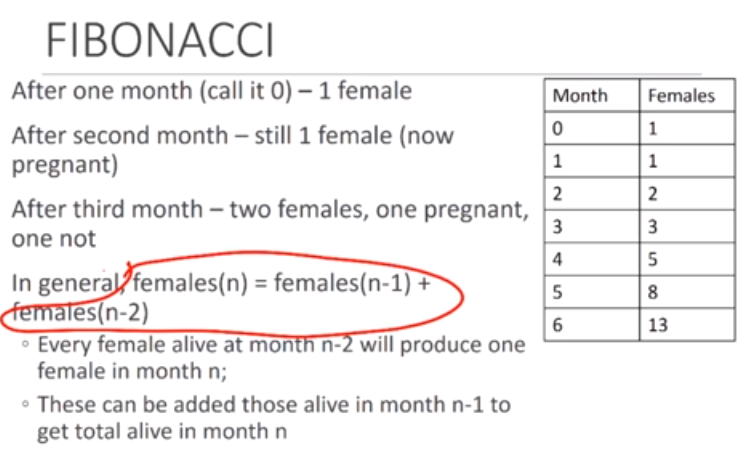 FIBONACCI
After one month (call it 0) – 1 female
After second month – still 1 female (now
pregnant)
After third month – two females, one pregnant,
one not
In general, females(n) = females(n-1) +
females(n-2)
◦ Every female alive at month n-2 will produce one
female in month n;
◦ These can be added those alive in month n-1 to
get total alive in month n
Month Females
0 1
1 1
2 2
3 3
4 5
5 8
6 13